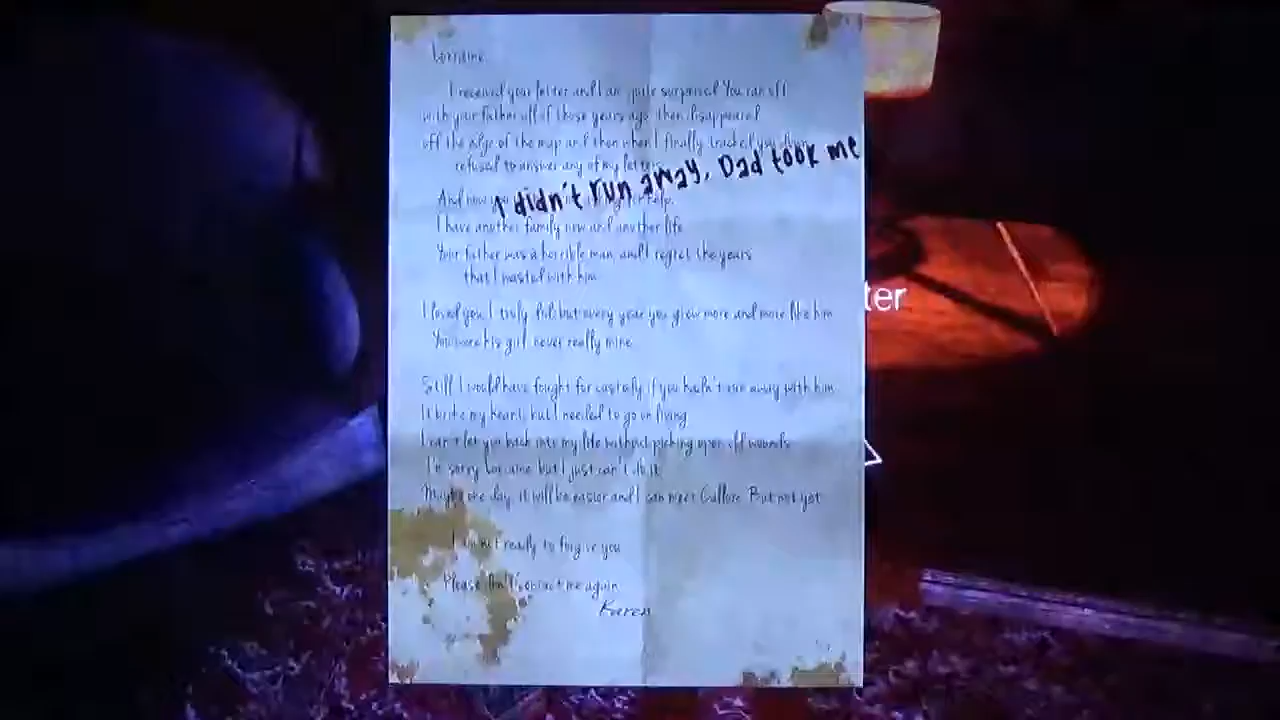 Lorraine,
I received your letter and I am quite surprised. You ran off
with your father all of those years ago, then disappeared
off the edge of the map and then when I finally tracked you down
refused to answer any of my letters.
I didn't run away, Dad took me
And now you help.
I have another family now and another life.
Your father was a horrible man, and I regret the years
that I wasted with him.
I loved you, I truly did, but every year you grew more and more like him.
You were his girl, never really mine.
Still I would have fought for custody if you hadn't run away with him.
It broke my heart, but I needed to go on living.
I can't let you back into my life without picking open old wounds.
I'm sorry Lorraine but I just can't do it.
Maybe one day, it will be easier and I can meet But not yet.
I am not ready to forgive you.
Please don't contact me again.
Karen
ter